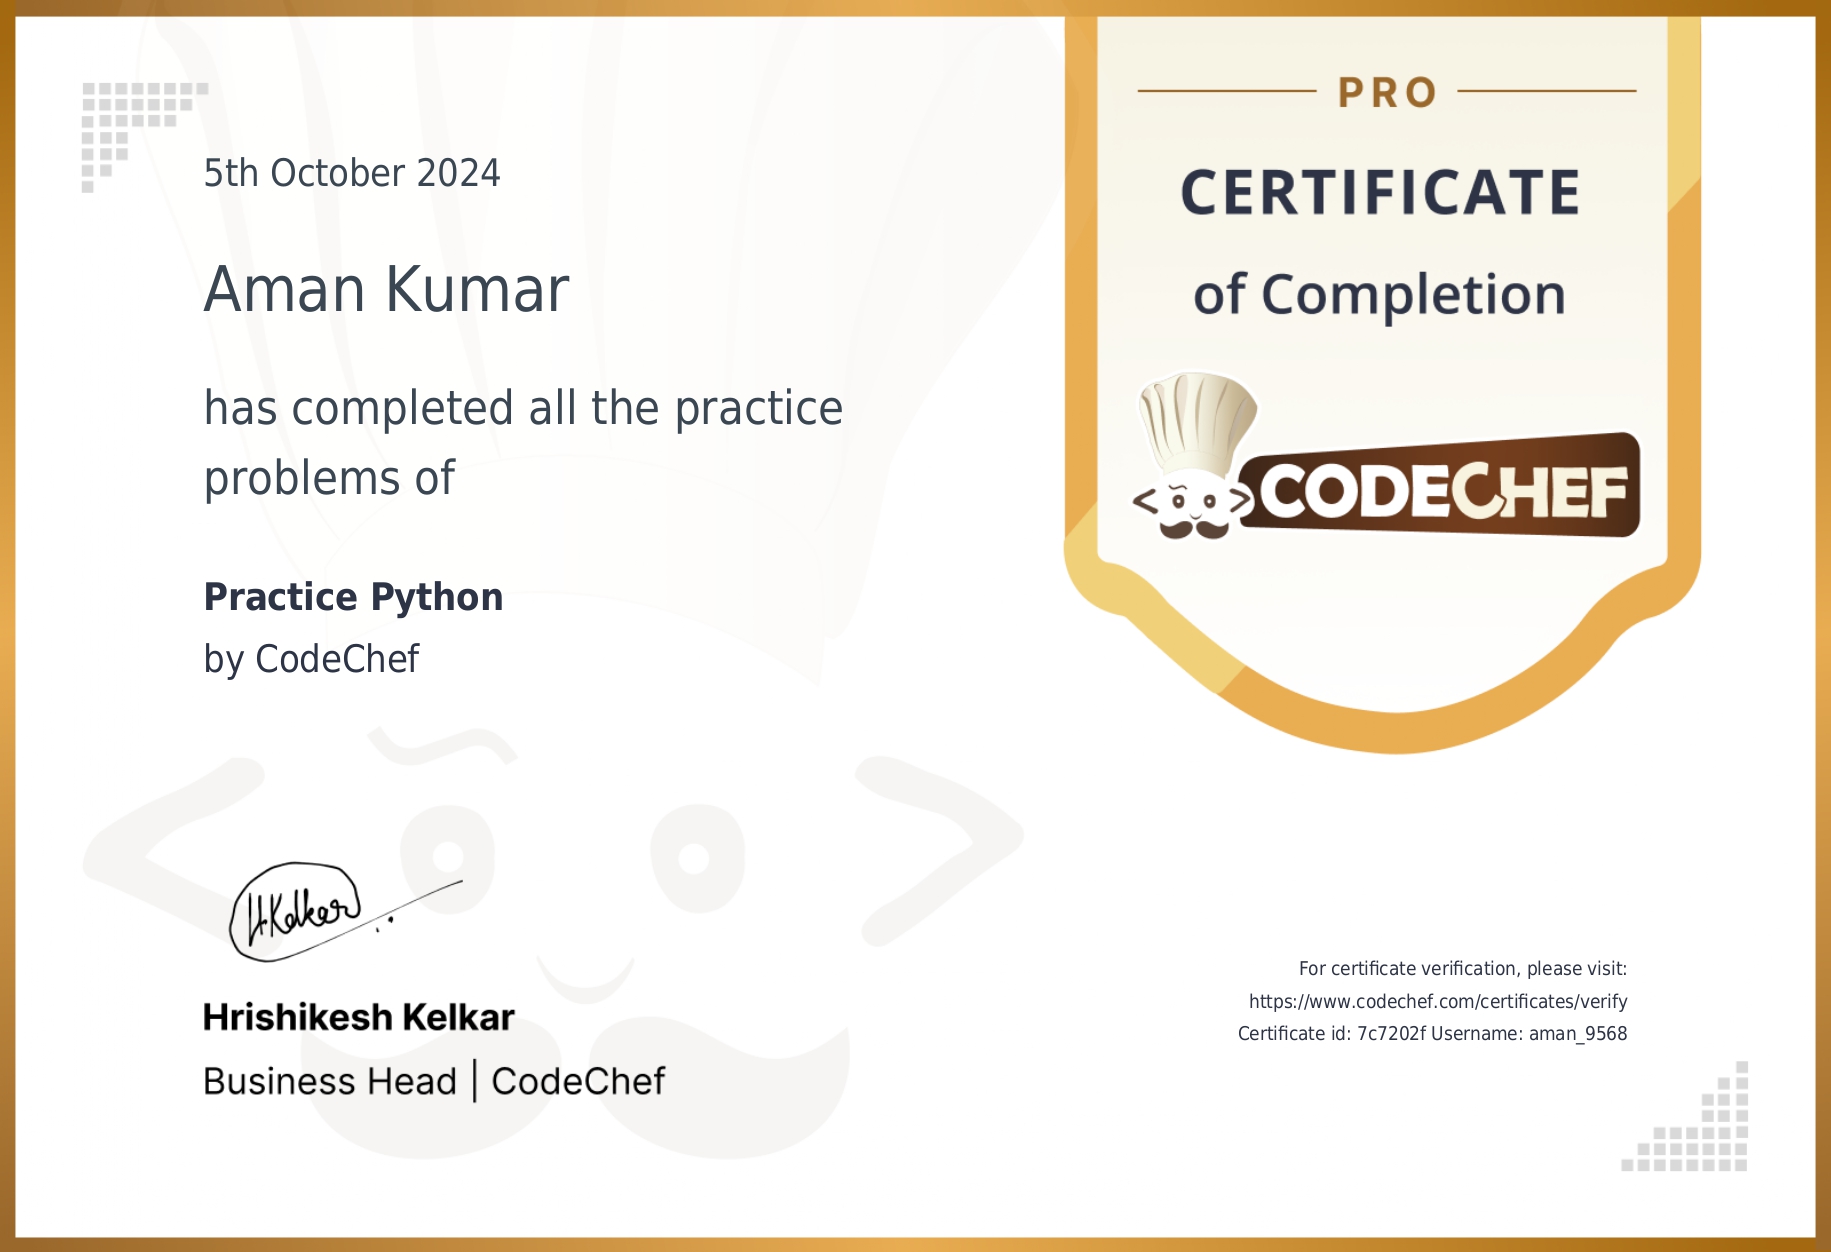 5th October 2024
Aman Kumar
has completed all the practice
problems of
Practice Python
by CodeChef
HKelkar
Hrishikesh Kelkar
Business Head | CodeChef
PRO
CERTIFICATE
of Completion
<CODECHEF
For certificate verification, please visit:
https://www.codechef.com/certificates/verify
Certificate id: 7c7202f Username: aman_9568